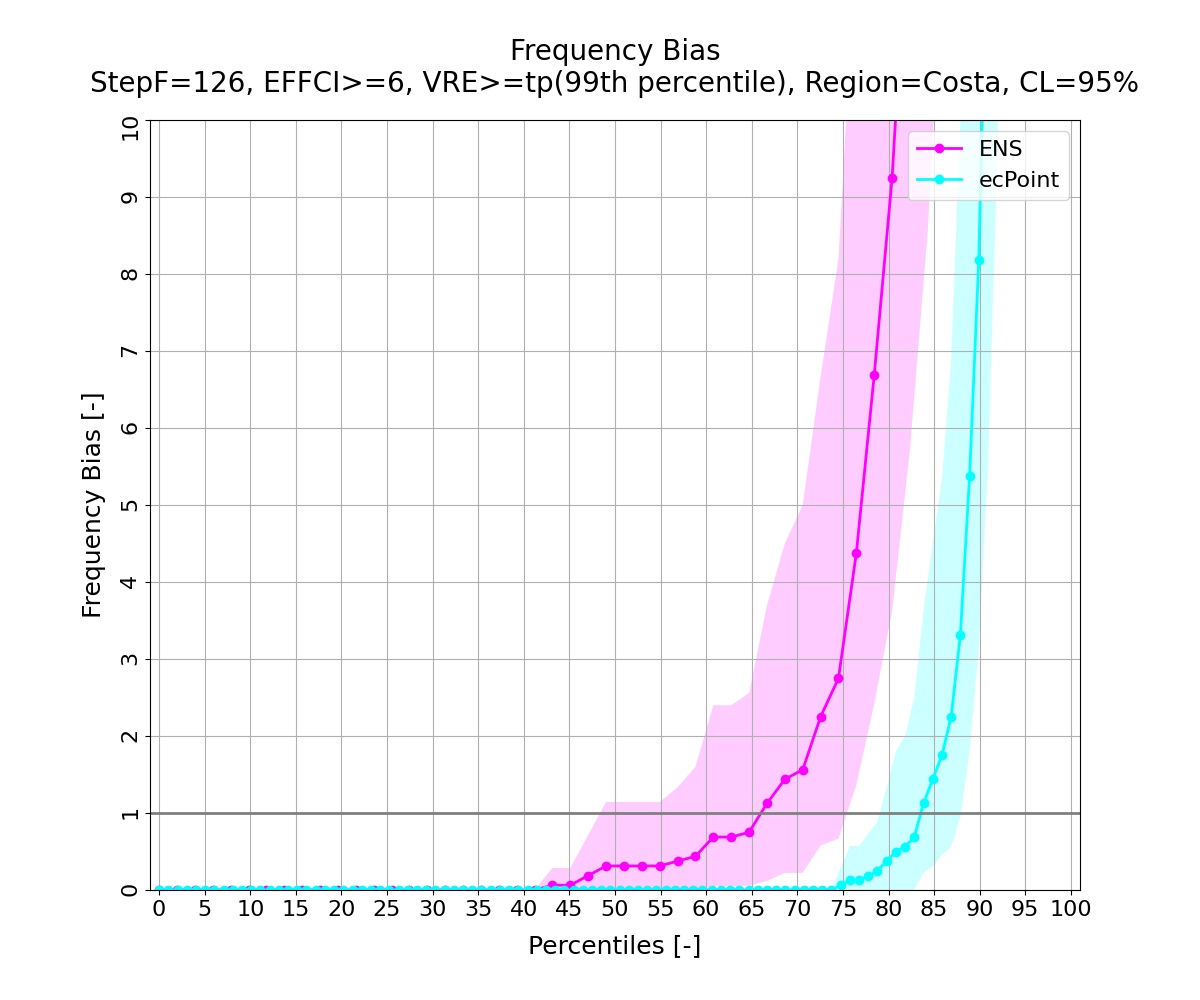 Frequency Bias
StepF=126, EFFCI>=6, VRE>=tp(99th percentile), Region=Costa, CL=95%
ENS
ecPoint
Frequency Bias [-]
10
9
8
7
6
5
4
3
2
1
0
0 5 10 15 20 25 30 35 40 45 50 55 60 65 70 75 80 85 90 95 100
Percentiles [-]